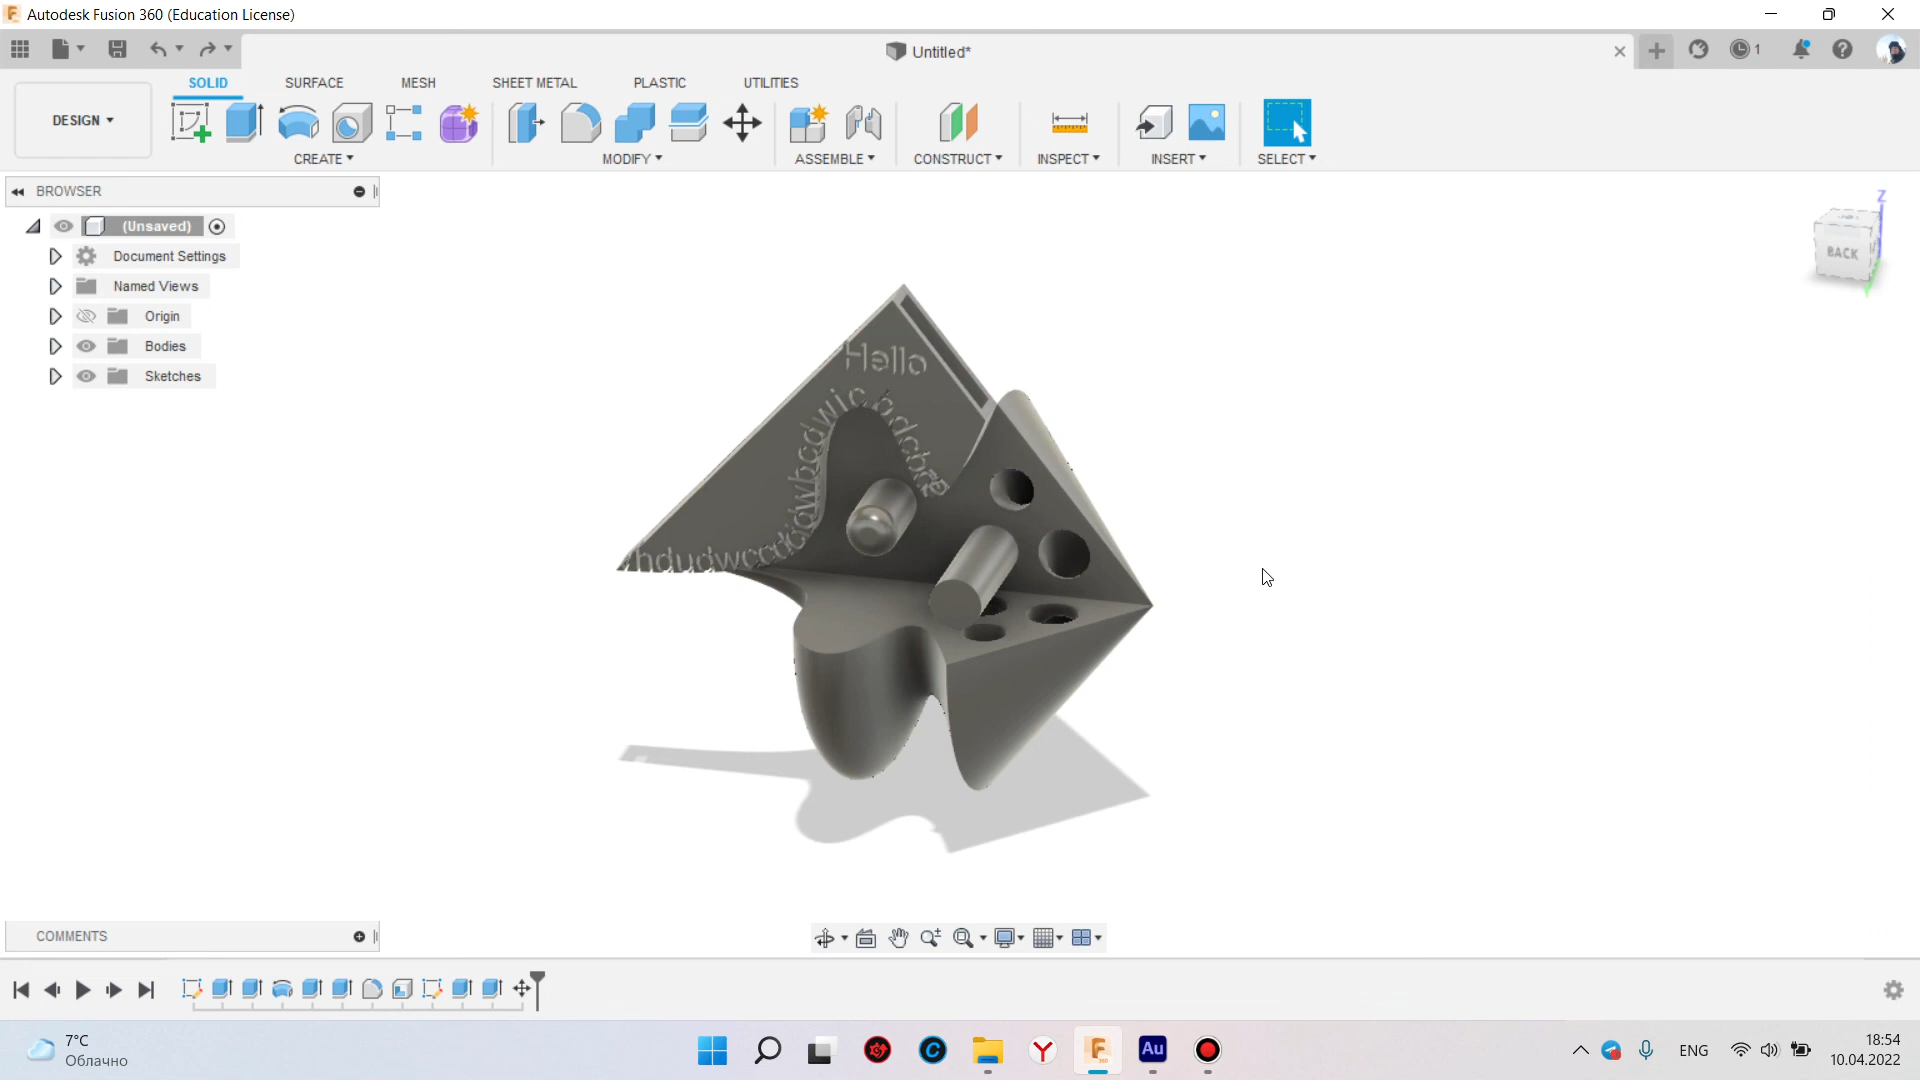 Autodesk Fusion 360 (Education License)
Untitled*
1
SOLID SURFACE MESH SHEET METAL PLASTIC UTILITIES
DESIGN
CREATE MODIFY ASSEMBLE CONSTRUCT INSPECT INSERT SELECT
BROWSER
(Unsaved)
Document Settings
Named Views
Origin
Bodies
Sketches
Z
BACK
Hello
COMMENTS
7°C
Облачно
Au
ENG
18:54
10.04.2022